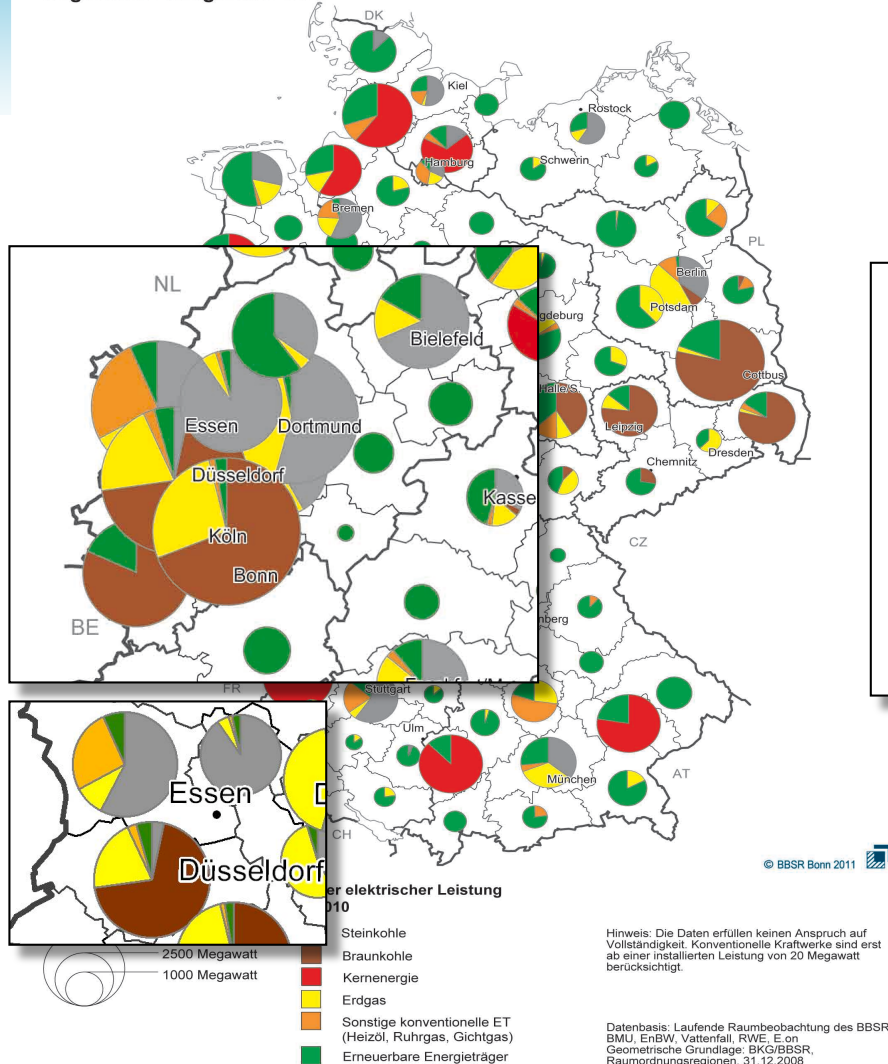 DK
Kiel
Rostock
Hamburg
Schwerin
Bremen
PL
NL
Berlin
Potsdam
Bielefeld
gdeburg
Cottbus
Essen
Dortmund
Halle/S.
Leipzig
Dresden
Düsseldorf
Chemnitz
Kasse
Köln
Bonn
CZ
BE
nberg
FR
Stuttgart
Ulm
München
AT
Essen
D
CH
Düsseldorf
© BBSR Bonn 2011
er elektrischer Leistung
010
2500 Megawatt
1000 Megawatt
Steinkohle
Braunkohle
Kernenergie
Erdgas
Sonstige konventionelle ET
(Heizöl, Ruhrgas, Gichtgas)
Erneuerbare Energieträger
Hinweis: Die Daten erfüllen keinen Anspruch auf
Vollständigkeit. Konventionelle Kraftwerke sind erst
ab einer installierten Leistung von 20 Megawatt
berücksichtigt.
Datenbasis: Laufende Raumbeobachtung des BBSR
BMU, EnBW, Vattenfall, RWE, E.on
Geometrische Grundlage: BKG/BBSR,
Raumordnungsregionen, 31.12.2008